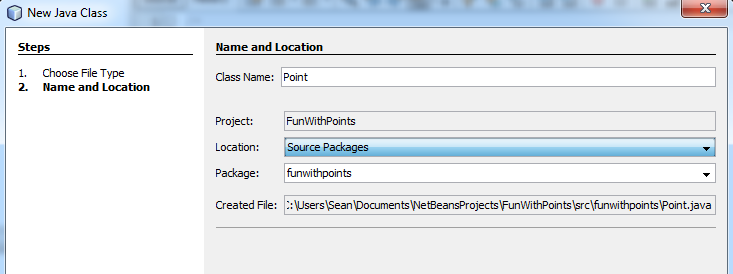 New Java Class
Steps
1. Choose File Type
2. Name and Location
Name and Location
Class Name: Point
Project: FunWithPoints
Location: Source Packages
Package: funwithpoints
Created File: :\Users\Sean\Documents\NetBeansProjects\FunWithPoints\src\funwithpoints\Point.java